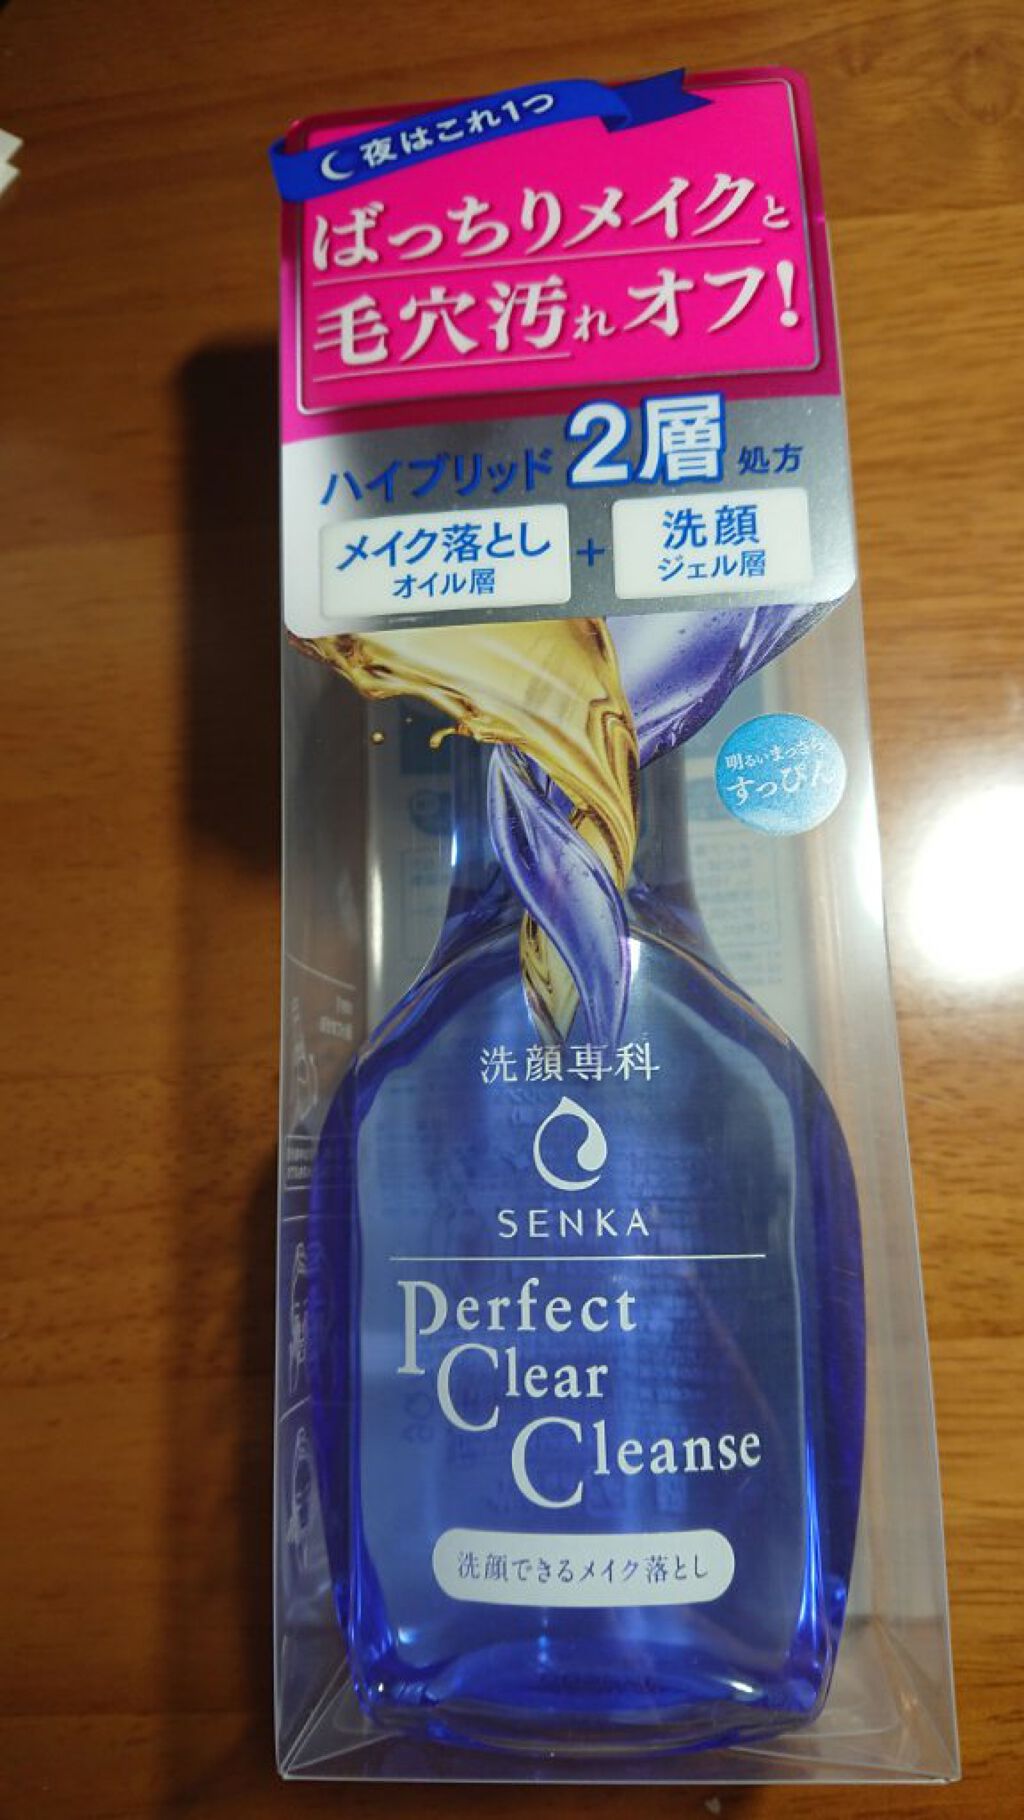 夜はこれ1つ
ばっちりメイクと
毛穴汚れオフ!
ハイブリッド2層処方
メイク落とし
オイル層
+
洗顔
ジェル層
明るいまっさら
すっぴん
洗顔専科
SENKA
Perfect
Clear
Cleanse
洗顔できるメイク落とし